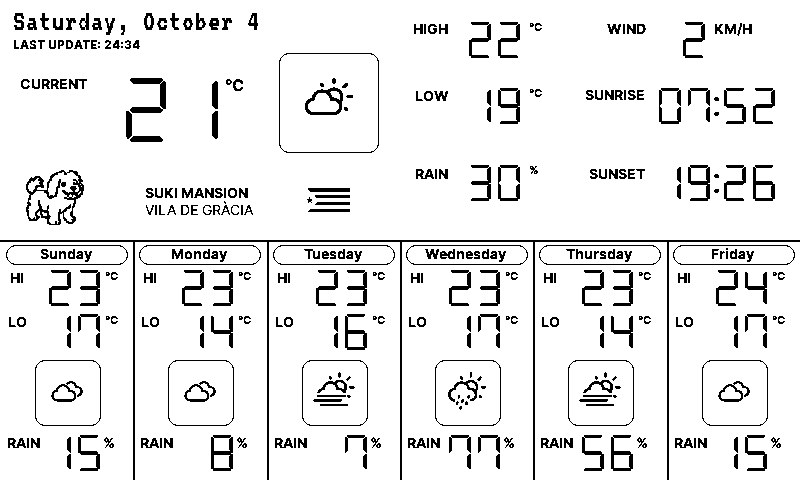 Saturday, October 4
LAST UPDATE: 24:34
CURRENT 21 °C
HIGH 22 °C
WIND 2 KM/H
LOW 19 °C
SUNRISE 07:52
RAIN 30 %
SUNSET 19:26
SUKI MANSION
VILA DE GRÀCIA
Sunday
HI 23 °C
LO 17 °C
RAIN 15 %
Monday
HI 23 °C
LO 14 °C
RAIN 8 %
Tuesday
HI 23 °C
LO 16 °C
RAIN 7 %
Wednesday
HI 23 °C
LO 17 °C
RAIN 77 %
Thursday
HI 23 °C
LO 14 °C
RAIN 56 %
Friday
HI 24 °C
LO 17 °C
RAIN 15 %